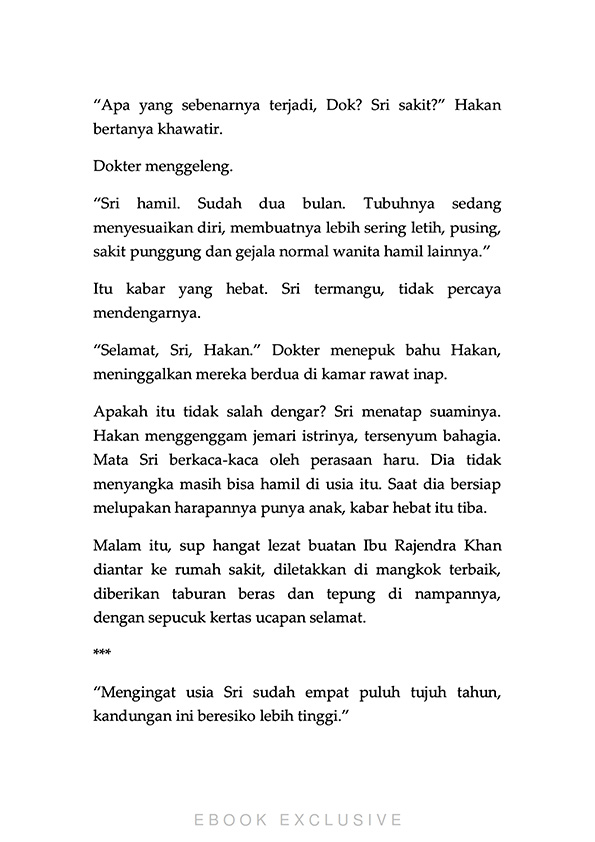 “Apa yang sebenarnya terjadi, Dok? Sri sakit?” Hakan
bertanya khawatir.
Dokter menggeleng.
“Sri hamil. Sudah dua bulan. Tubuhnya sedang
menyesuaikan diri, membuatnya lebih sering letih, pusing,
sakit punggung dan gejala normal wanita hamil lainnya.”
Itu kabar yang hebat. Sri termangu, tidak percaya
mendengarnya.
“Selamat, Sri, Hakan.” Dokter menepuk bahu Hakan,
meninggalkan mereka berdua di kamar rawat inap.
Apakah itu tidak salah dengar? Sri menatap suaminya.
Hakan menggenggam jemari istrinya, tersenyum bahagia.
Mata Sri berkaca-kaca oleh perasaan haru. Dia tidak
menyangka masih bisa hamil di usia itu. Saat dia bersiap
melupakan harapannya punya anak, kabar hebat itu tiba.
Malam itu, sup hangat lezat buatan Ibu Rajendra Khan
diantar ke rumah sakit, diletakkan di mangkok terbaik,
diberikan taburan beras dan tepung di nampannya,
dengan sepucuk kertas ucapan selamat.
***
“Mengingat usia Sri sudah empat puluh tujuh tahun,
kandungan ini beresiko lebih tinggi.”
EBOOK EXCLUSIVE